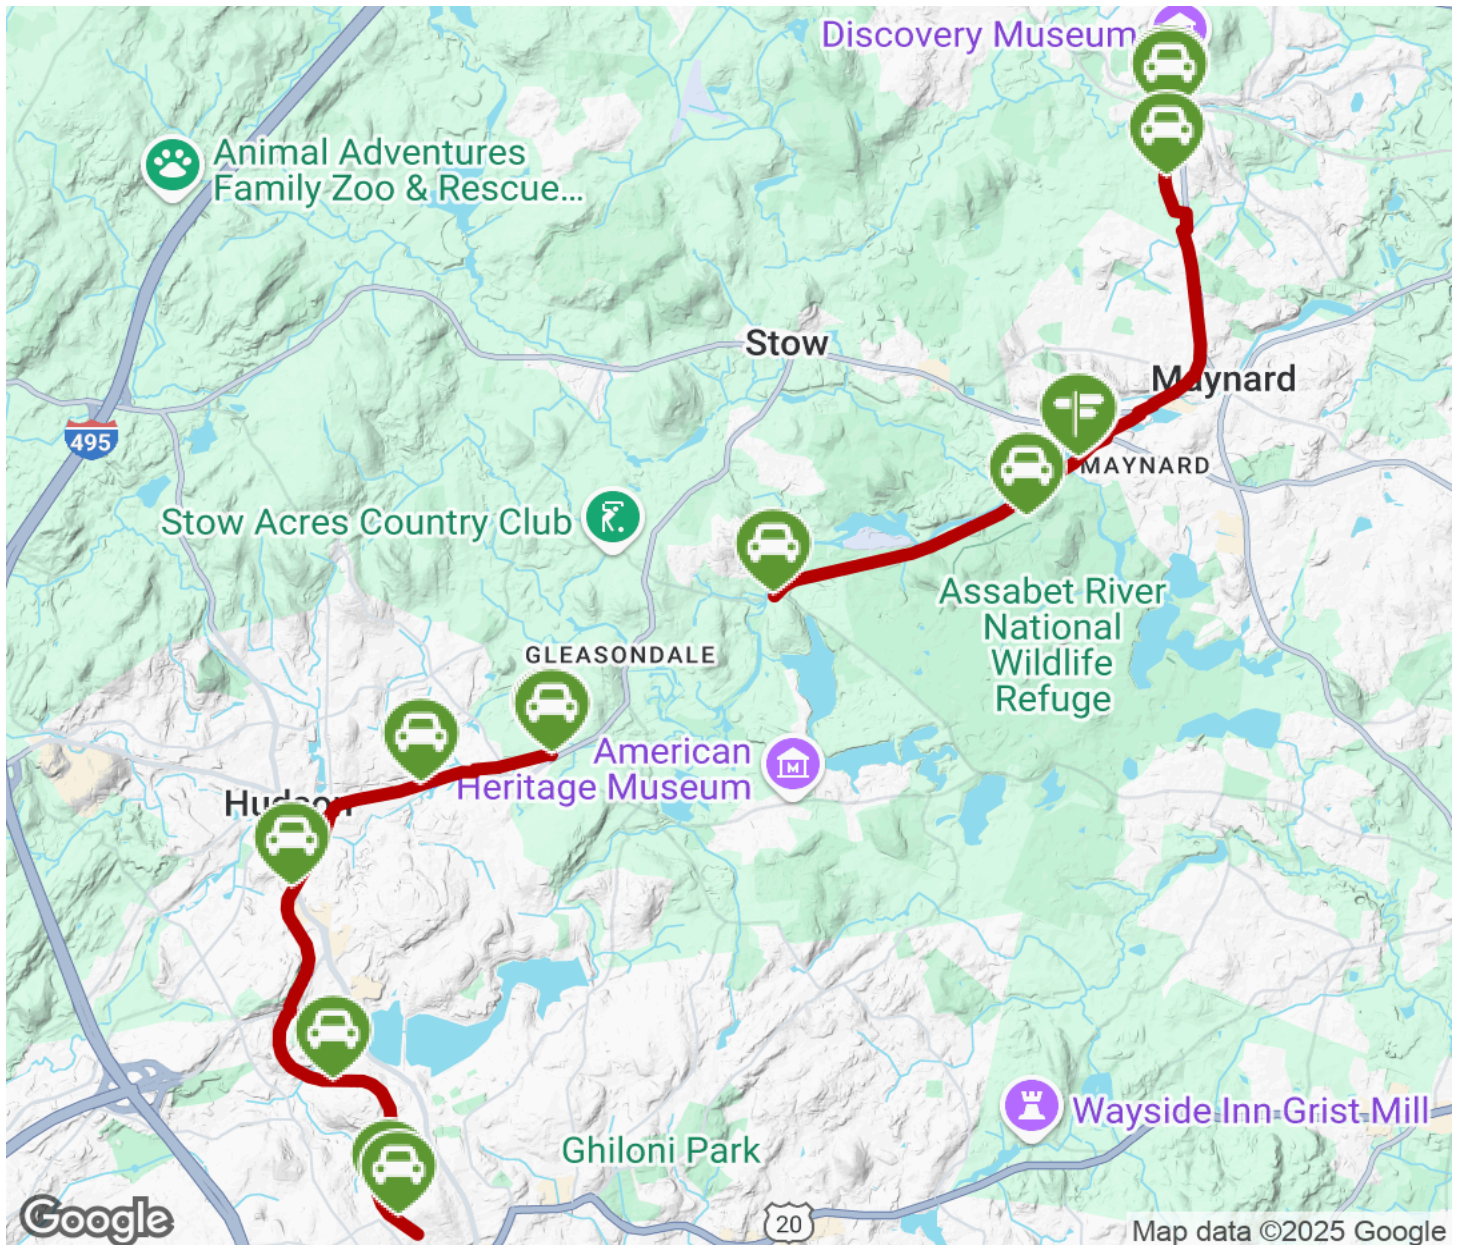 Discovery Museum
Animal Adventures
Family Zoo & Rescue...
Stow
Maynard
495
MAYNARD
Stow Acres Country Club
Assabet River
National
Wildlife
Refuge
GLEASONDALE
American
Heritage Museum
M
Hudson
Wayside Inn Grist Mill
Ghiloni Park
20
Google
Map data ©2025 Google